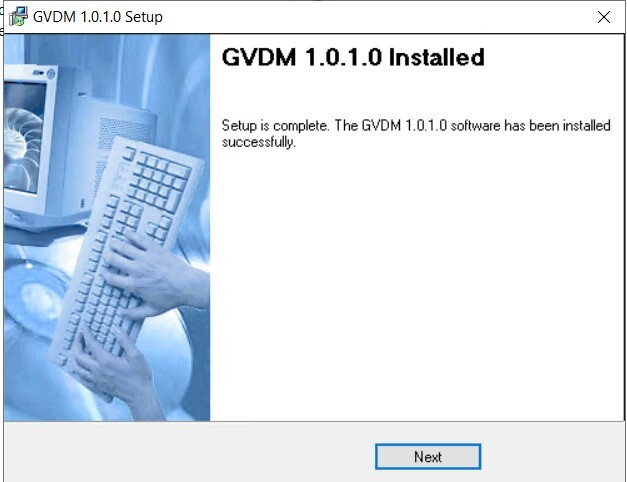 GVDM 1.0.1.0 Setup
GVDM 1.0.1.0 Installed
Setup is complete. The GVDM 1.0.1.0 software has been installed
successfully.
Next